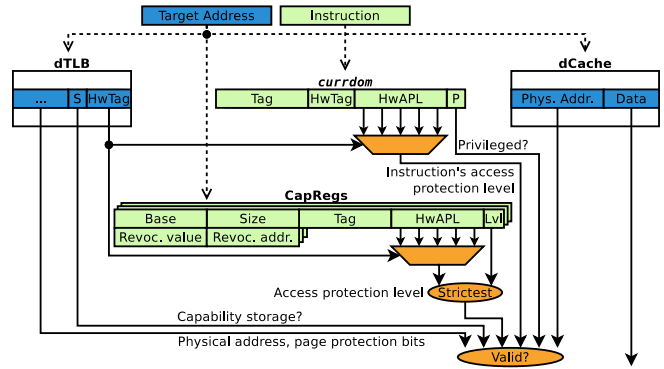 Target Address
Instruction
dTLB
currdom
dCache
... S HwTag
Tag HwTag HwAPL P
Phys. Addr. Data
Privileged?
Instruction's access
protection level
CapRegs
Base Size Tag HwAPL Lvl
Revoc. value Revoc. addr.
Access protection level
Strictest
Capability storage?
Physical address, page protection bits
Valid?